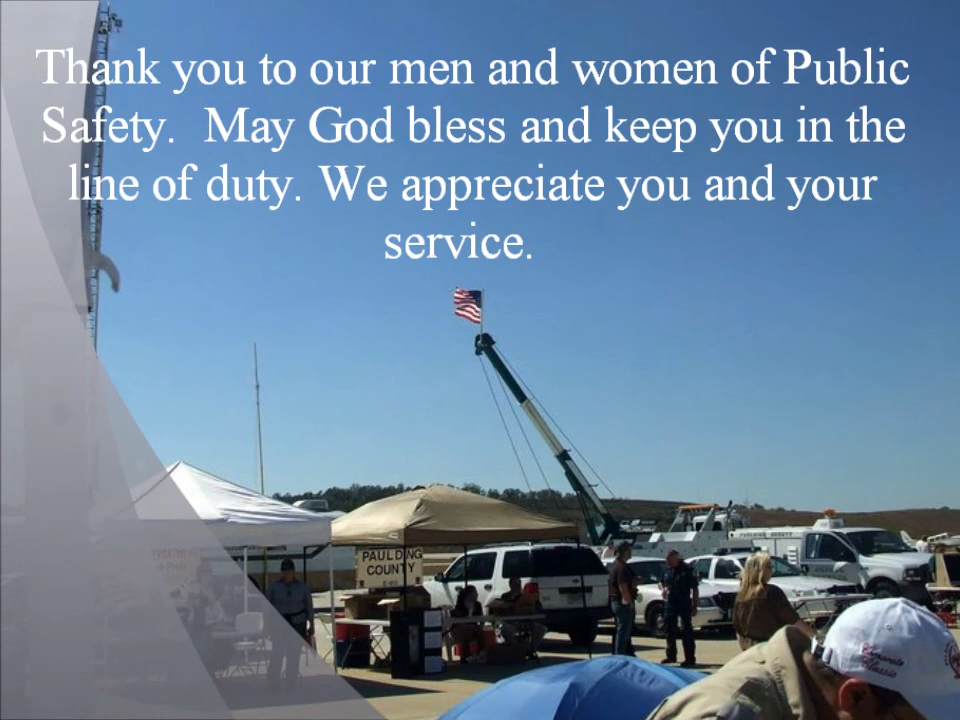 Thank you to our men and women of Public
Safety.  May God bless and keep you in the
line of duty. We appreciate you and your
service.
PAULDING
COUNTY
Classic